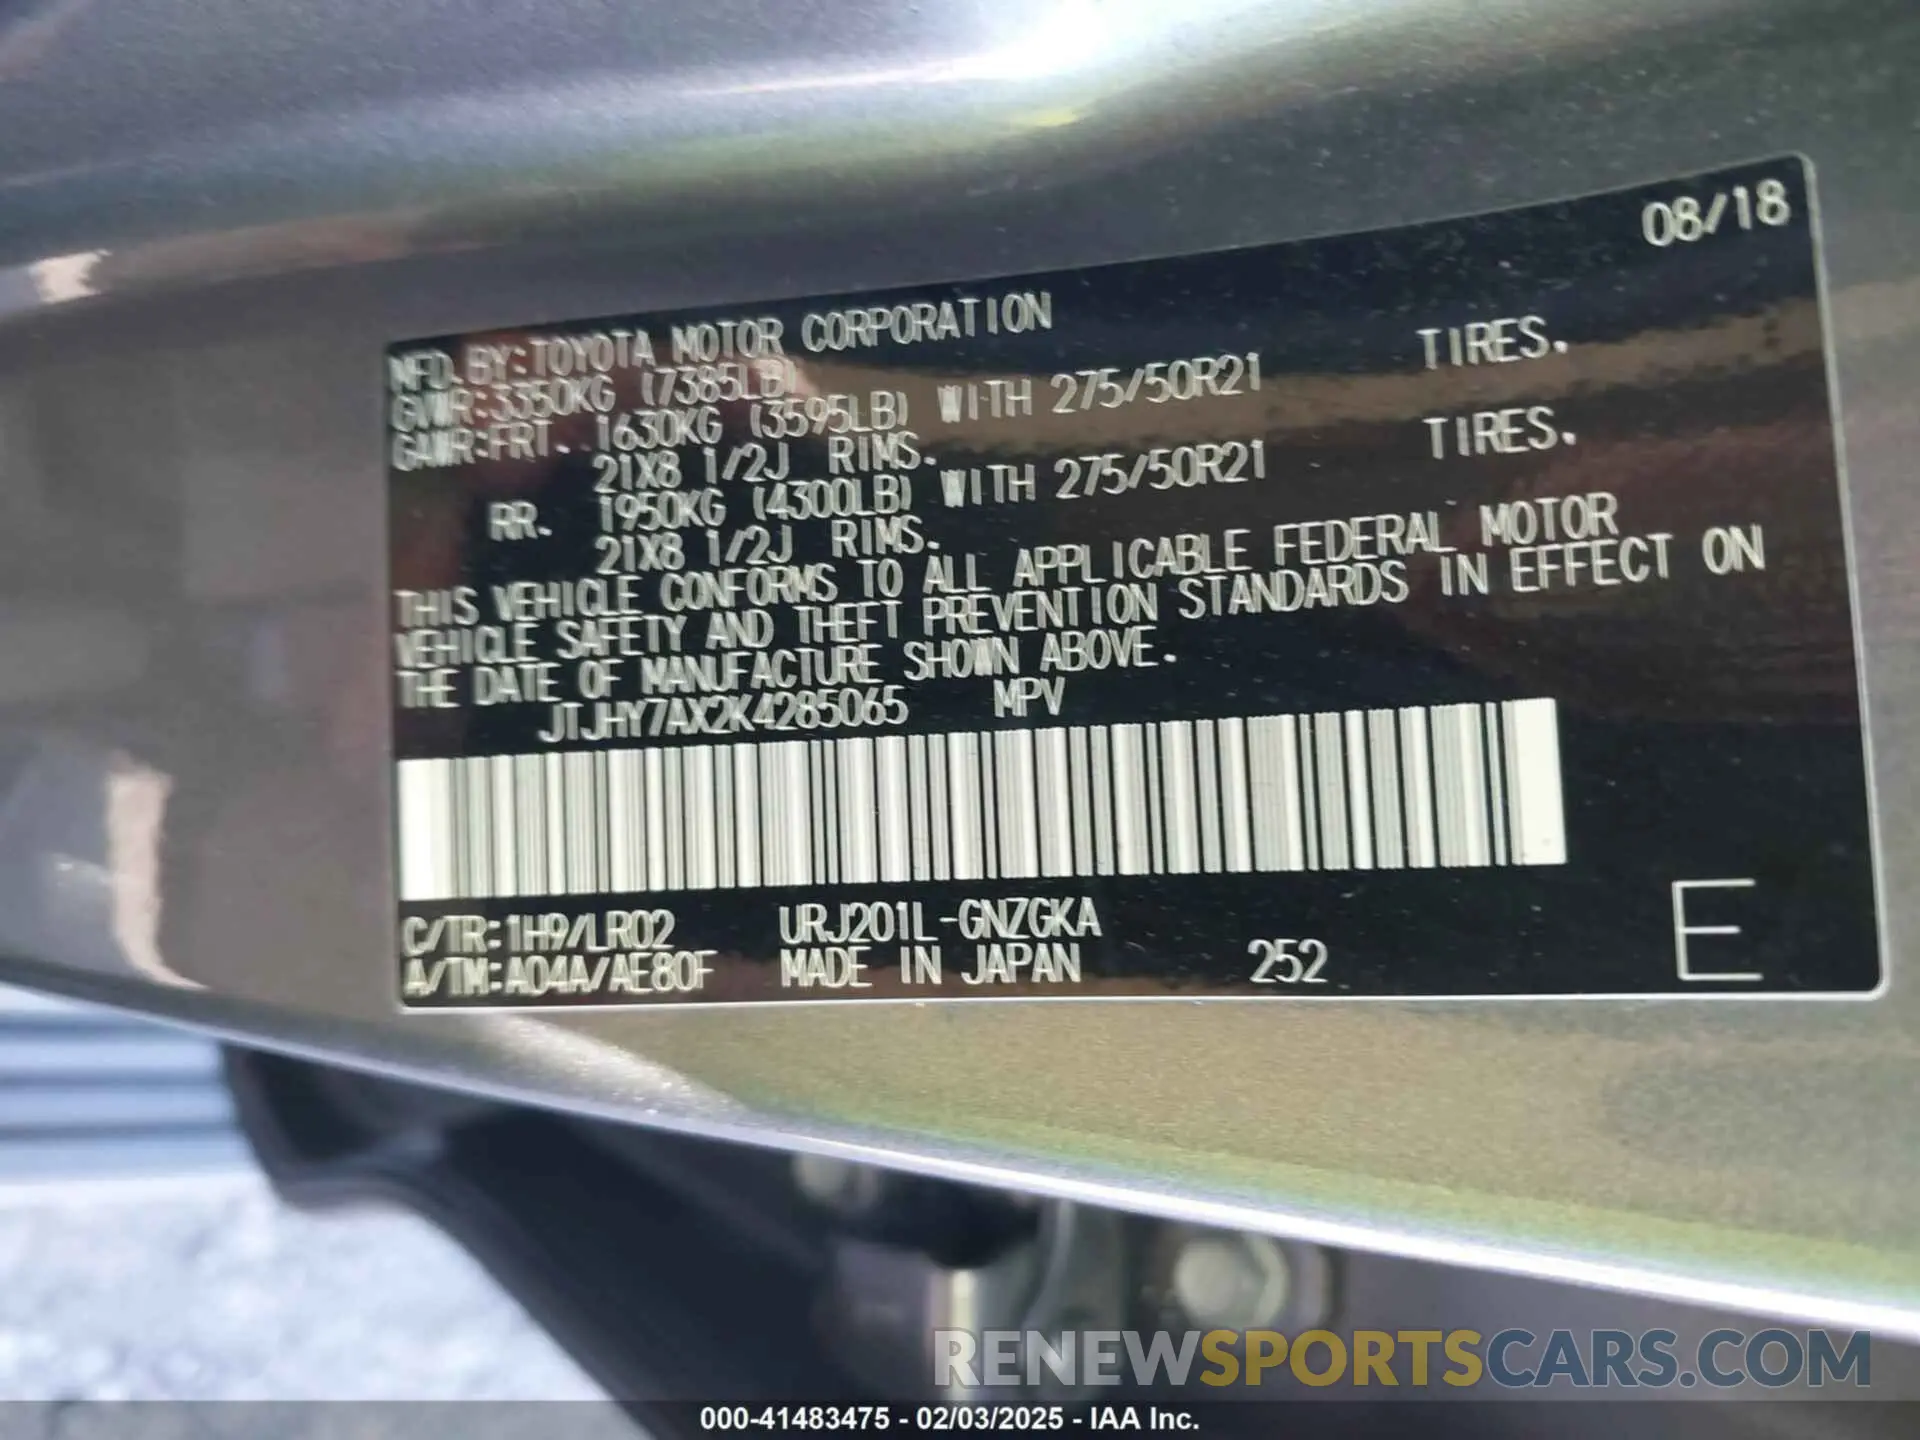 08/18
MFD.BY:TOYOTA MOTOR CORPORATION
GVWR:3350KG (7385LB)
GAWR:FRT. 1630KG (3595LB) WITH 275/50R21 TIRES.
21X8 1/2J RIMS.
RR. 1950KG (4300LB) WITH 275/50R21 TIRES.
21X8 1/2J RIMS.
THIS VEHICLE CONFORMS TO ALL APPLICABLE FEDERAL MOTOR
VEHICLE SAFETY AND THEFT PREVENTION STANDARDS IN EFFECT ON
THE DATE OF MANUFACTURE SHOWN ABOVE.
JTJHY7AX2K4285065 MPV
C/TR:1H9/LR02 URJ201L-GNZGKA
A/TM:A04A/AE80F MADE IN JAPAN 252 E
RENEWSPORTSCARS.COM
000-41483475 - 02/03/2025 - IAA Inc.